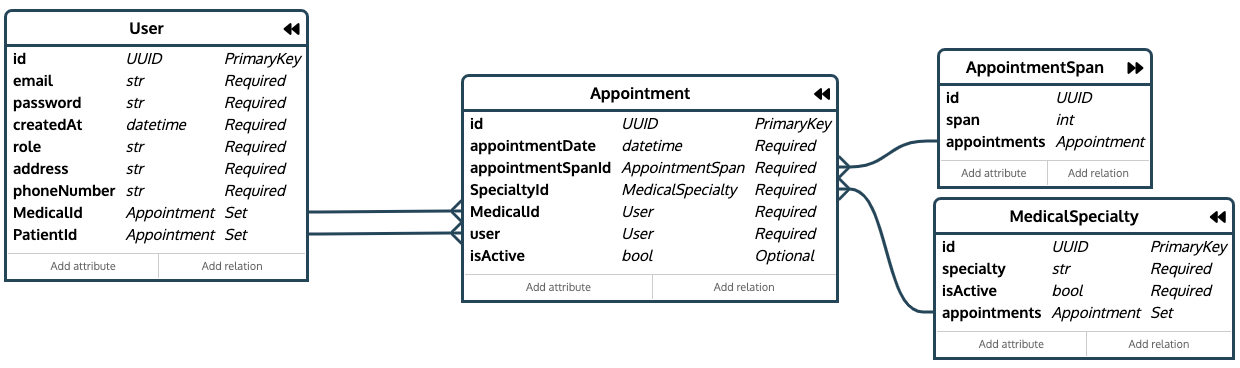 User
id UUID PrimaryKey
email str Required
password str Required
createdAt datetime Required
role str Required
address str Required
phoneNumber str Required
MedicalId Appointment Set
PatientId Appointment Set
Add attribute Add relation
Appointment
id UUID PrimaryKey
appointmentDate datetime Required
appointmentSpanId AppointmentSpan Required
SpecialtyId MedicalSpecialty Required
MedicalId User Required
user User Required
isActive bool Optional
Add attribute Add relation
AppointmentSpan
id UUID
span int
appointments Appointment
Add attribute Add relation
MedicalSpecialty
id UUID PrimaryKey
specialty str Required
isActive bool Required
appointments Appointment Set
Add attribute Add relation